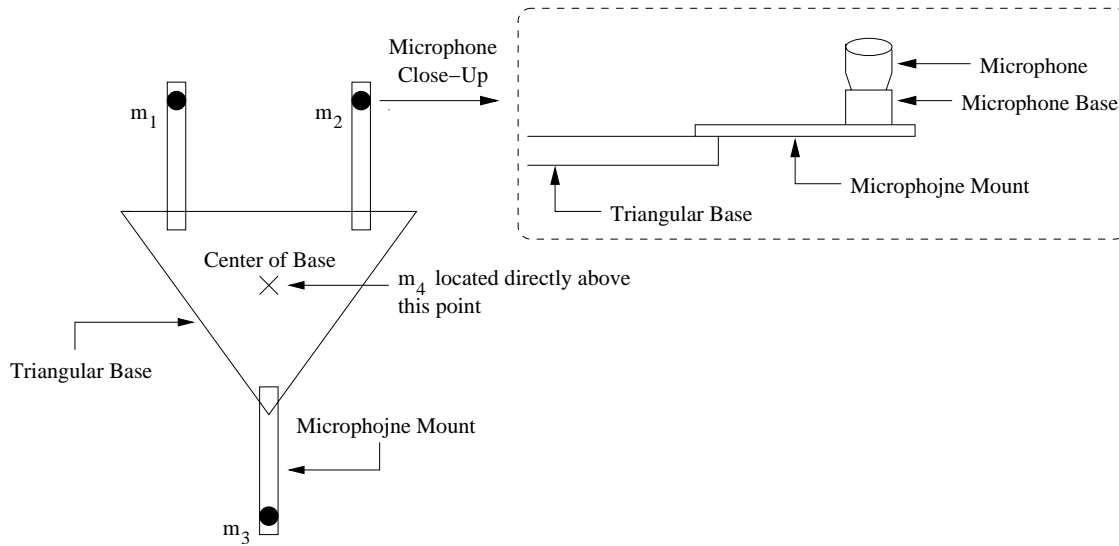 Microphone
Close-Up
m1
m2
Microphone
Microphone Base
Microphojne Mount
Triangular Base
Center of Base
m4 located directly above
this point
Triangular Base
Microphojne Mount
m3